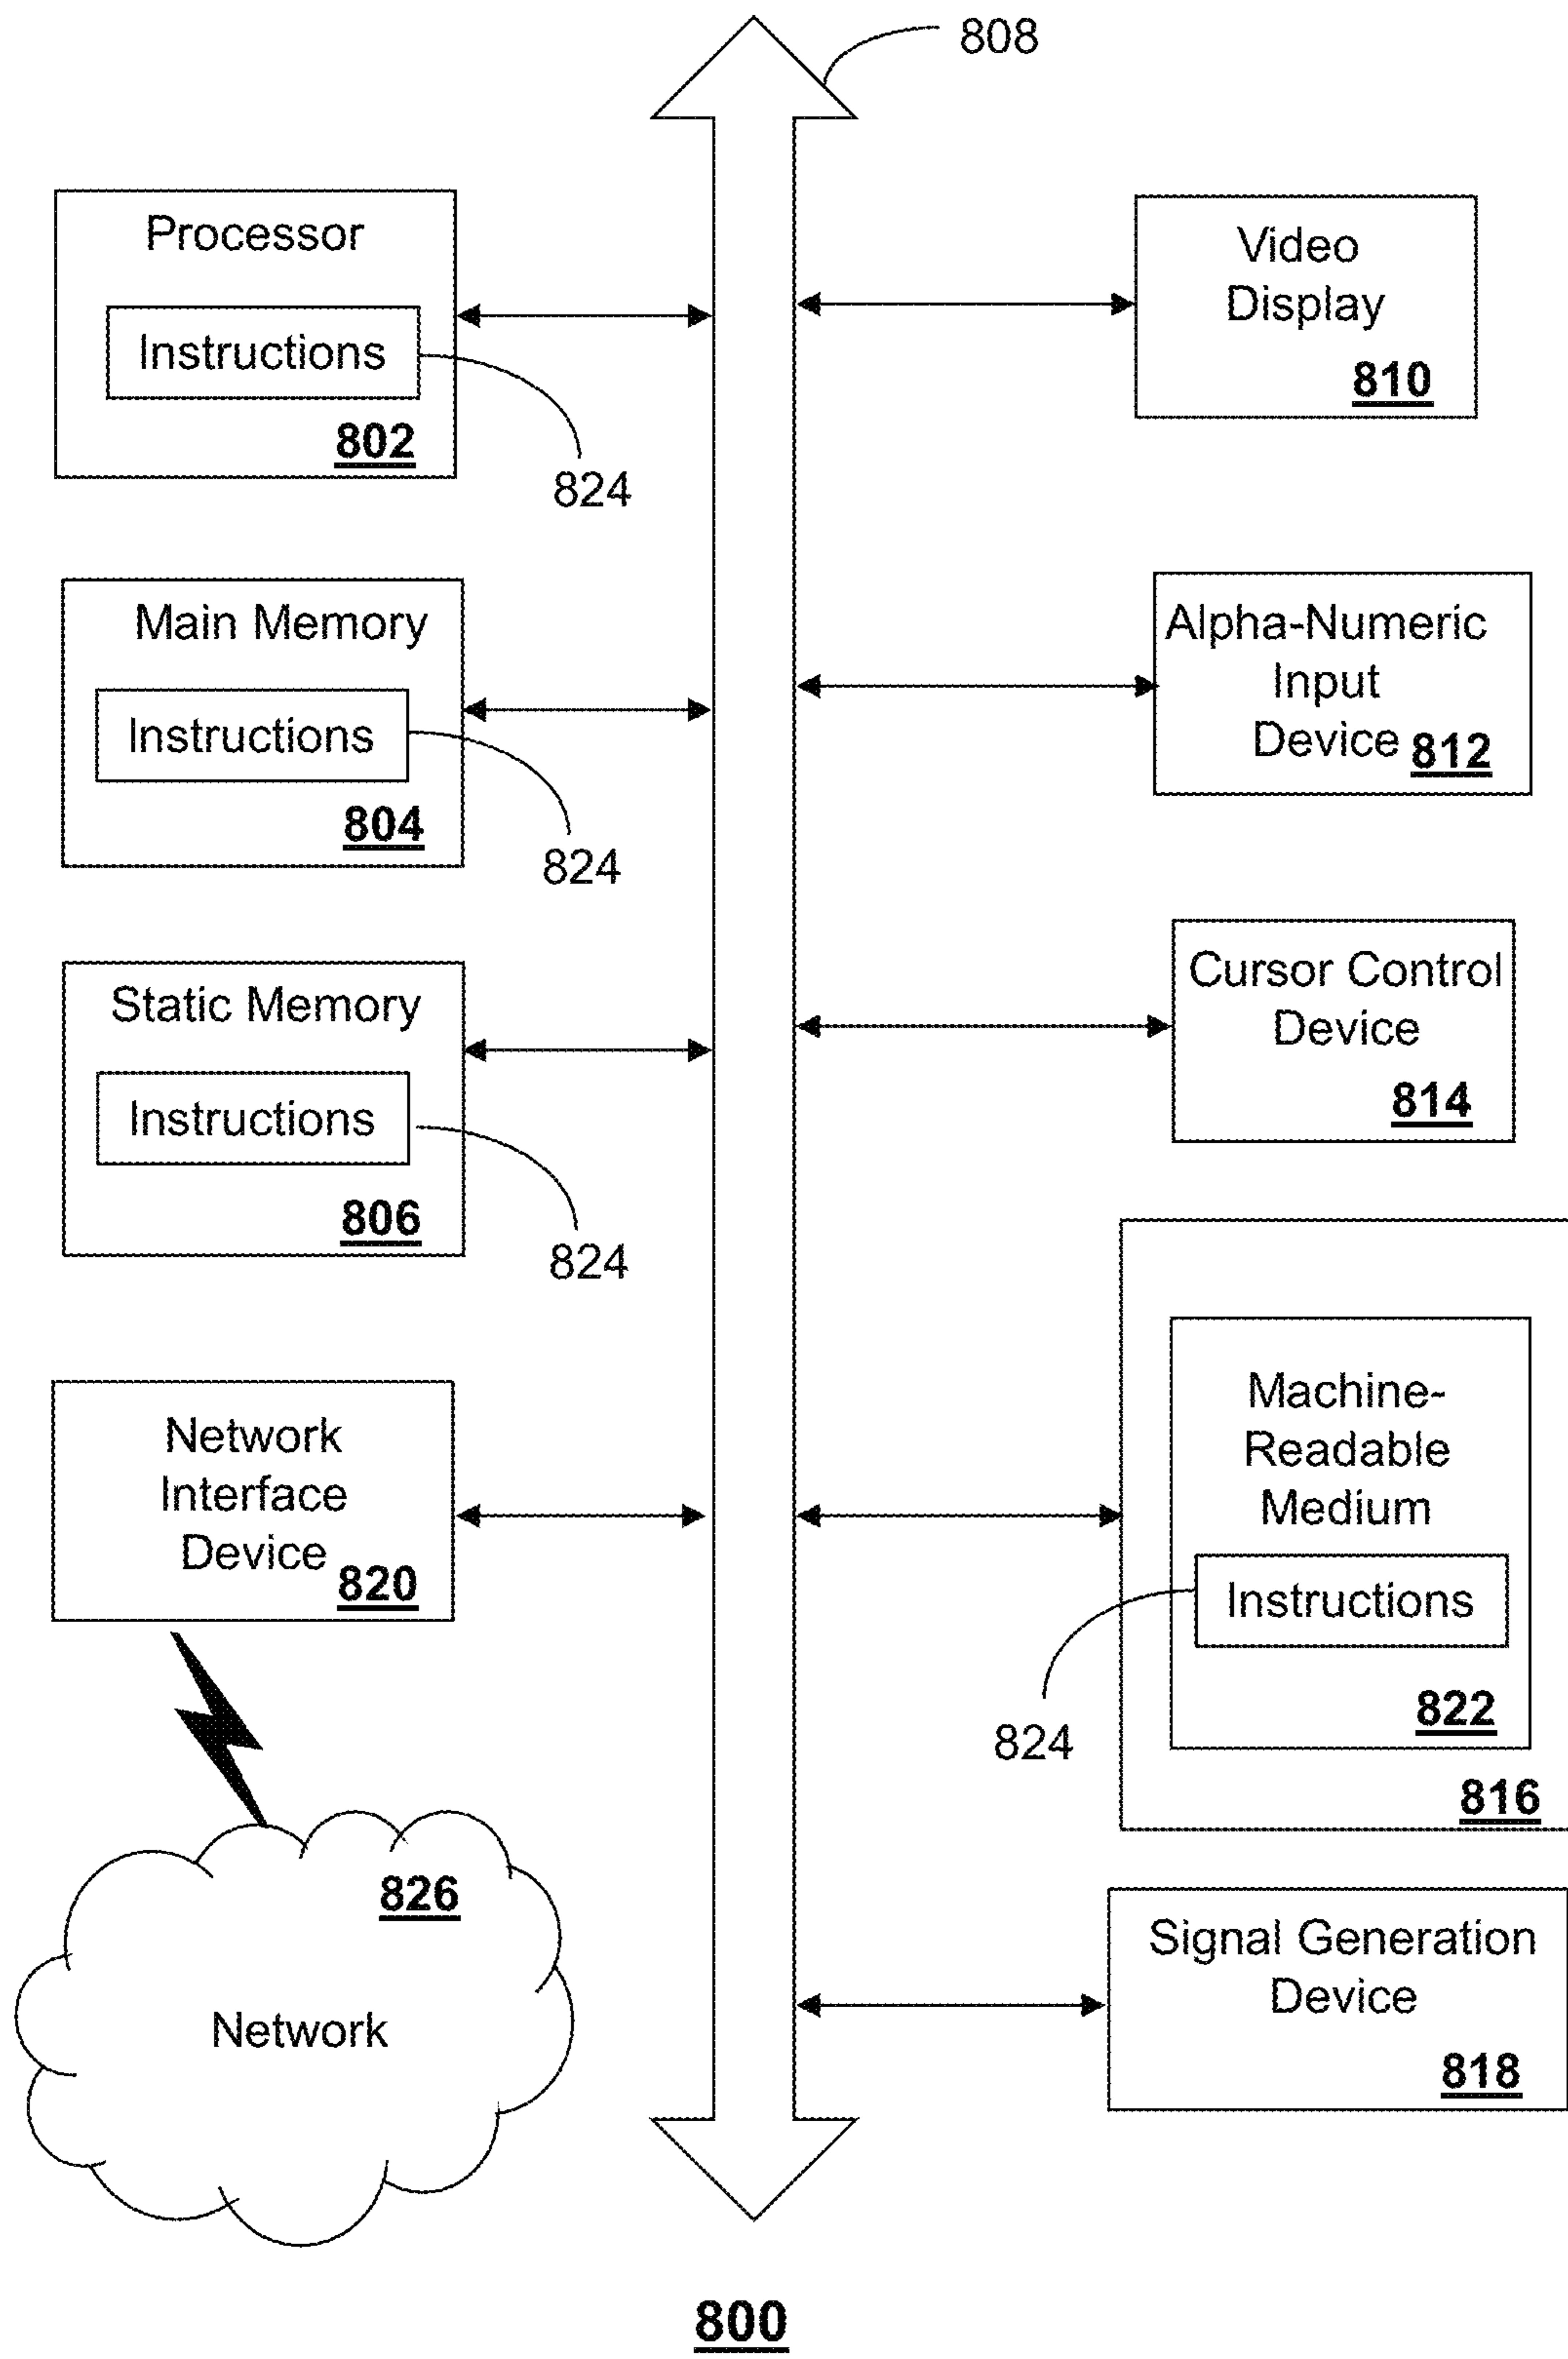 808
Processor
Instructions
802
824
Main Memory
Instructions
804
824
Static Memory
Instructions
806
824
Network
Interface
Device
820
826
Network
Video
Display
810
Alpha-Numeric
Input
Device
812
Cursor Control
Device
814
Machine-
Readable
Medium
Instructions
824
822
816
Signal Generation
Device
818
800